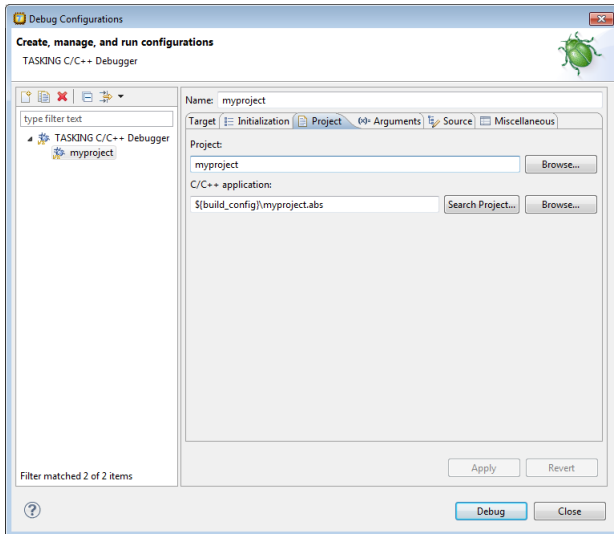 Debug Configurations
Create, manage, and run configurations
TASKING C/C++ Debugger
type filter text
TASKING C/C++ Debugger
myproject
Filter matched 2 of 2 items
Name: myproject
Target Initialization Project (x)= Arguments Source Miscellaneous
Project:
myproject Browse...
C/C++ application:
${build_config}\myproject.abs Search Project... Browse...
Apply Revert
? Debug Close